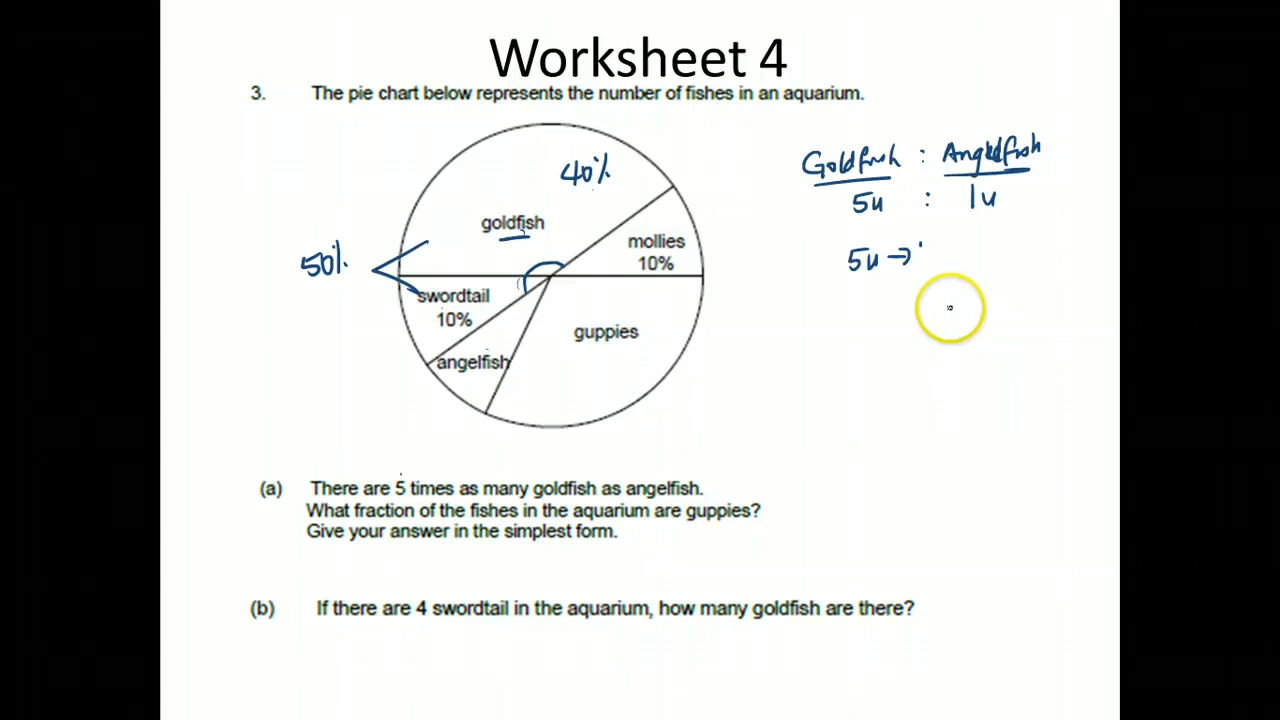 Worksheet 4
3. The pie chart below represents the number of fishes in an aquarium.
40%
goldfish
mollies
10%
50%
swordtail
10%
angelfish
guppies
Goldfish : Angelfish
5u : 1u
5u →
(a) There are 5 times as many goldfish as angelfish.
What fraction of the fishes in the aquarium are guppies?
Give your answer in the simplest form.
(b) If there are 4 swordtail in the aquarium, how many goldfish are there?